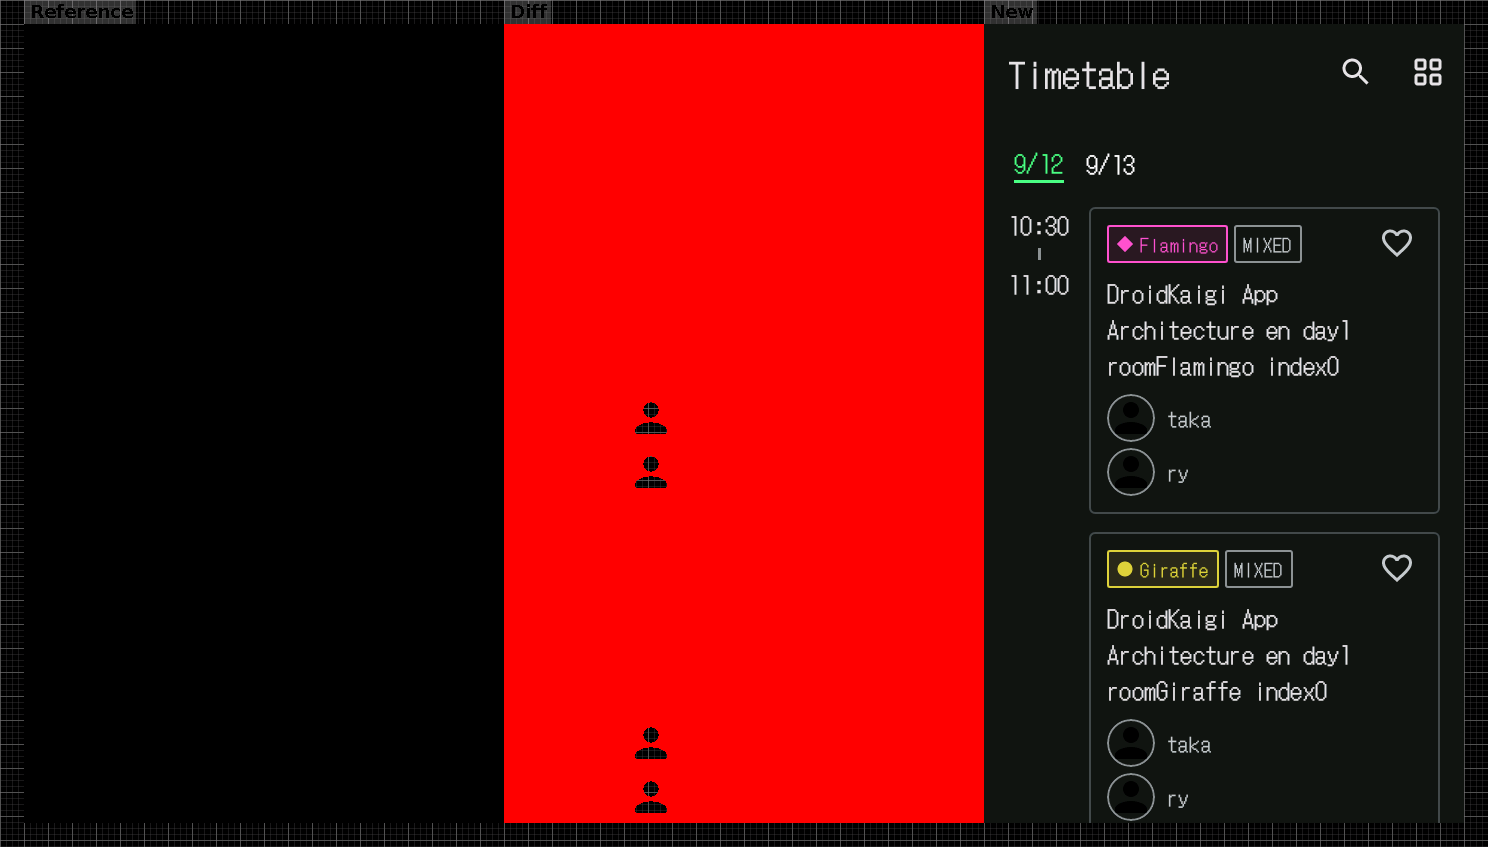 Reference
Diff
New
Timetable
9/12 9/13
10:30
11:00
Flamingo MIXED
DroidKaigi App
Architecture en day1
roomFlamingo index0
taka
ry
Giraffe MIXED
DroidKaigi App
Architecture en day1
roomGiraffe index0
taka
ry